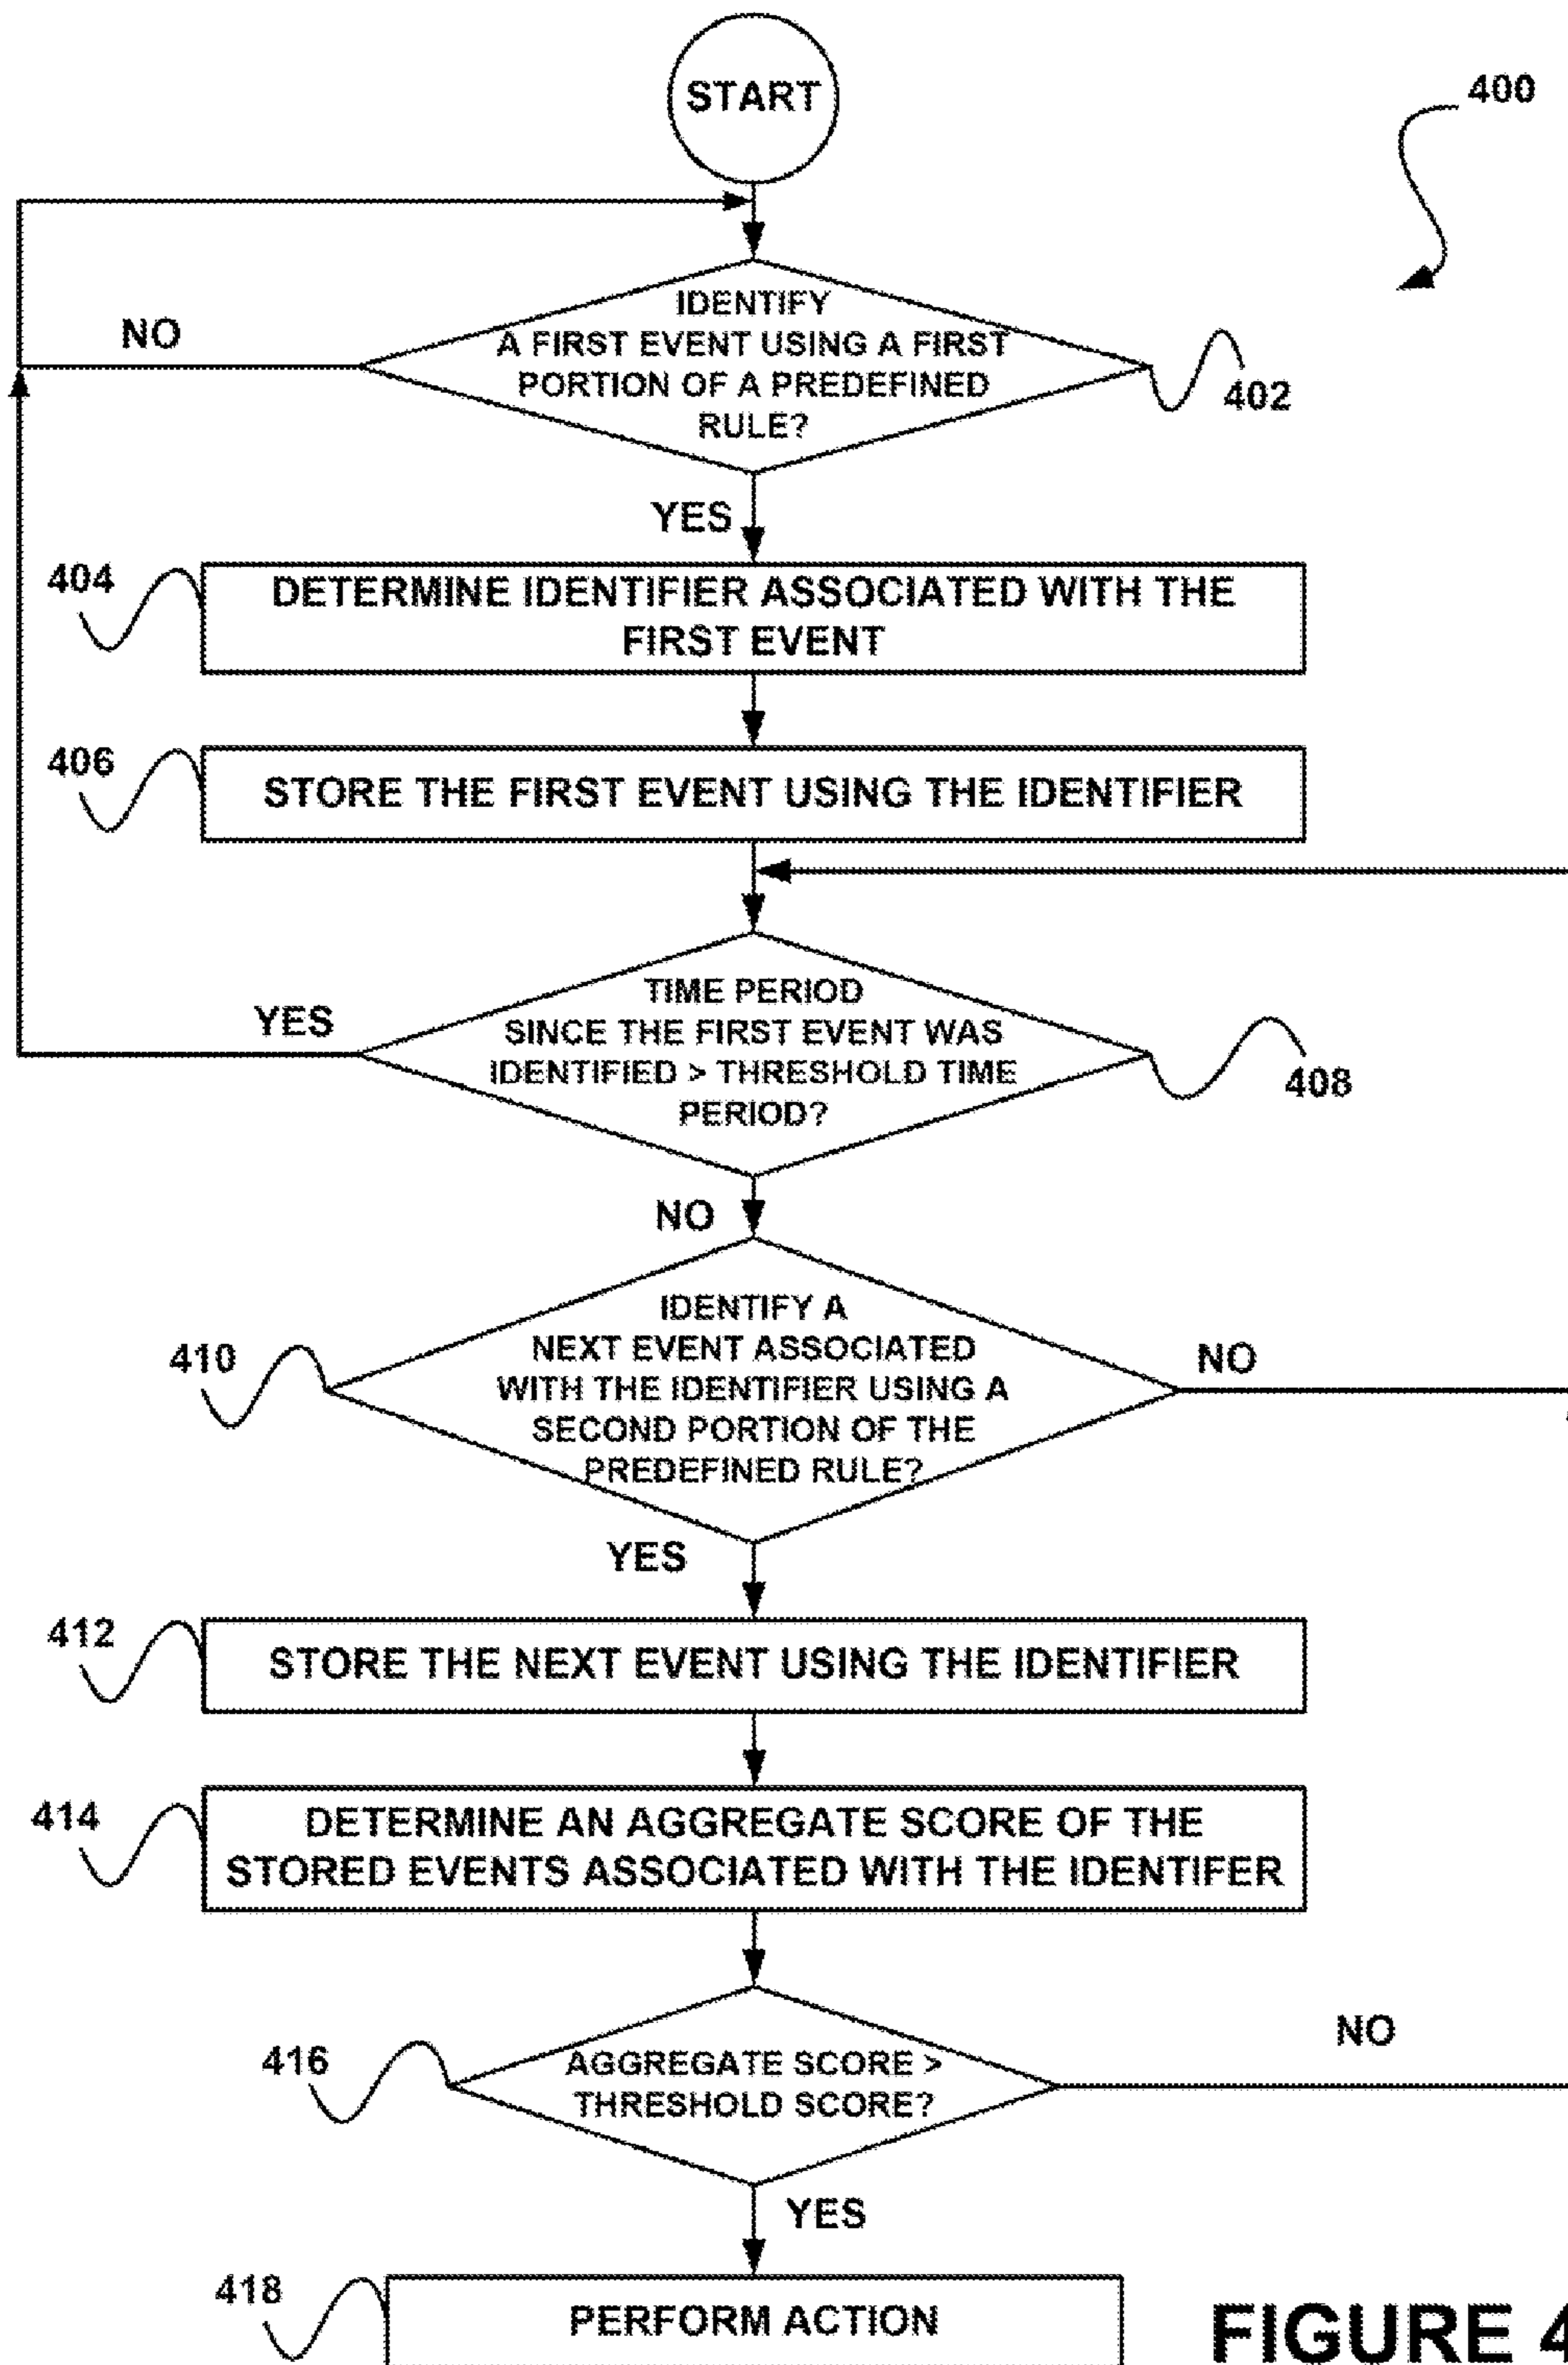 START
400
IDENTIFY
A FIRST EVENT USING A FIRST
PORTION OF A PREDEFINED
RULE?
NO
402
YES
404
DETERMINE IDENTIFIER ASSOCIATED WITH THE
FIRST EVENT
406
STORE THE FIRST EVENT USING THE IDENTIFIER
TIME PERIOD
SINCE THE FIRST EVENT WAS
IDENTIFIED > THRESHOLD TIME
PERIOD?
YES
408
NO
IDENTIFY A
NEXT EVENT ASSOCIATED
WITH THE IDENTIFIER USING A
SECOND PORTION OF THE
PREDEFINED RULE?
410
NO
YES
412
STORE THE NEXT EVENT USING THE IDENTIFIER
414
DETERMINE AN AGGREGATE SCORE OF THE
STORED EVENTS ASSOCIATED WITH THE IDENTIFER
416
AGGREGATE SCORE >
THRESHOLD SCORE?
NO
YES
418
PERFORM ACTION
FIGURE 4